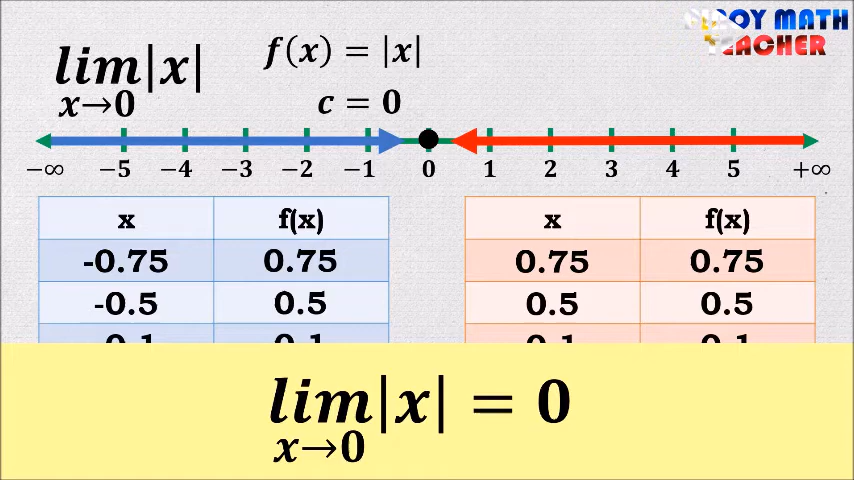 lim|x|
x→0
f(x) = |x|
c = 0
MATH
TEACHER
−∞ −5 −4 −3 −2 −1 0 1 2 3 4 5 +∞
x f(x) x f(x)
-0.75 0.75 0.75 0.75
-0.5 0.5 0.5 0.5
lim|x| = 0
x→0